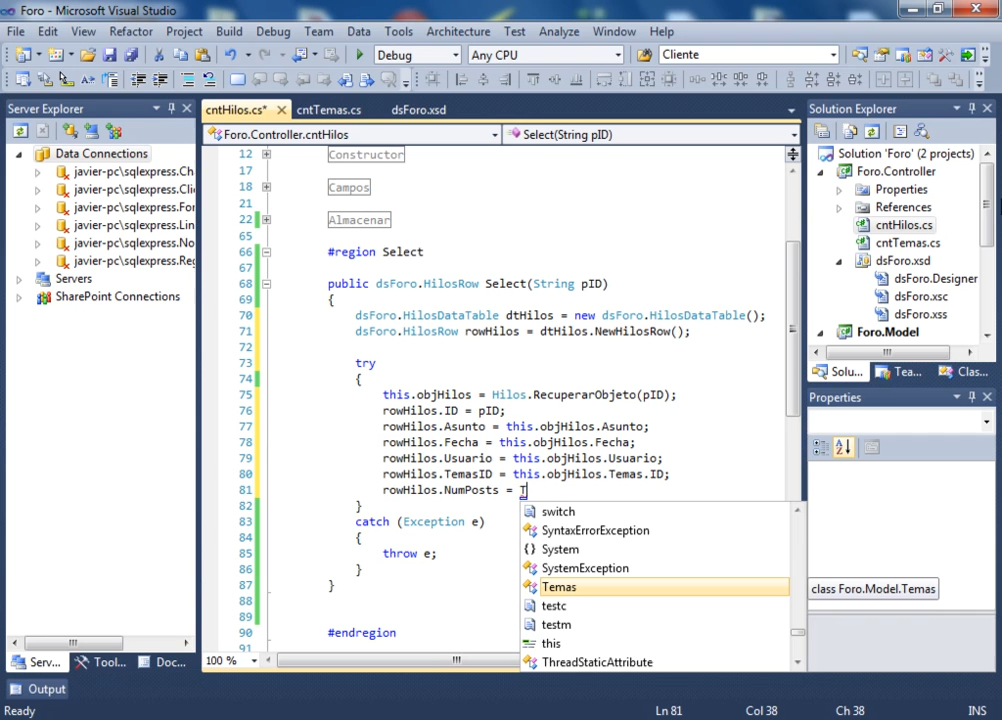 Foro - Microsoft Visual Studio
File Edit View Refactor Project Build Debug Team Data Tools Architecture Test Analyze Window Help
Debug Any CPU Cliente
Server Explorer
Data Connections
javier-pc\sqlexpress.Ch
javier-pc\sqlexpress.Cli
javier-pc\sqlexpress.For
javier-pc\sqlexpress.Lin
javier-pc\sqlexpress.No
javier-pc\sqlexpress.Reg
Servers
SharePoint Connections
Serv... Tool... Doc...
cntHilos.cs* cntTemas.cs dsForo.xsd
Foro.Controller.cntHilos Select(String pID)
12 Constructor
17
18 Campos
21
22 Almacenar
65
66 #region Select
67
68 public dsForo.HilosRow Select(String pID)
69 {
70 dsForo.HilosDataTable dtHilos = new dsForo.HilosDataTable();
71 dsForo.HilosRow rowHilos = dtHilos.NewHilosRow();
72
73 try
74 {
75 this.objHilos = Hilos.RecuperarObjeto(pID);
76 rowHilos.ID = pID;
77 rowHilos.Asunto = this.objHilos.Asunto;
78 rowHilos.Fecha = this.objHilos.Fecha;
79 rowHilos.Usuario = this.objHilos.Usuario;
80 rowHilos.TemasID = this.objHilos.Temas.ID;
81 rowHilos.NumPosts = T
82 }
83 catch (Exception e)
84 {
85 throw e;
86 }
87 }
88
89
90 #endregion
91
switch
SyntaxErrorException
System
SystemException
Temas
testc
testm
this
ThreadStaticAttribute
class Foro.Model.Temas
100 %
Solution Explorer
Solution 'Foro' (2 projects)
Foro.Controller
Properties
References
cntHilos.cs
cntTemas.cs
dsForo.xsd
dsForo.Designer
dsForo.xsc
dsForo.xss
Foro.Model
Solu... Tea... Clas...
Properties
Output
Ready Ln 81 Col 38 Ch 38 INS